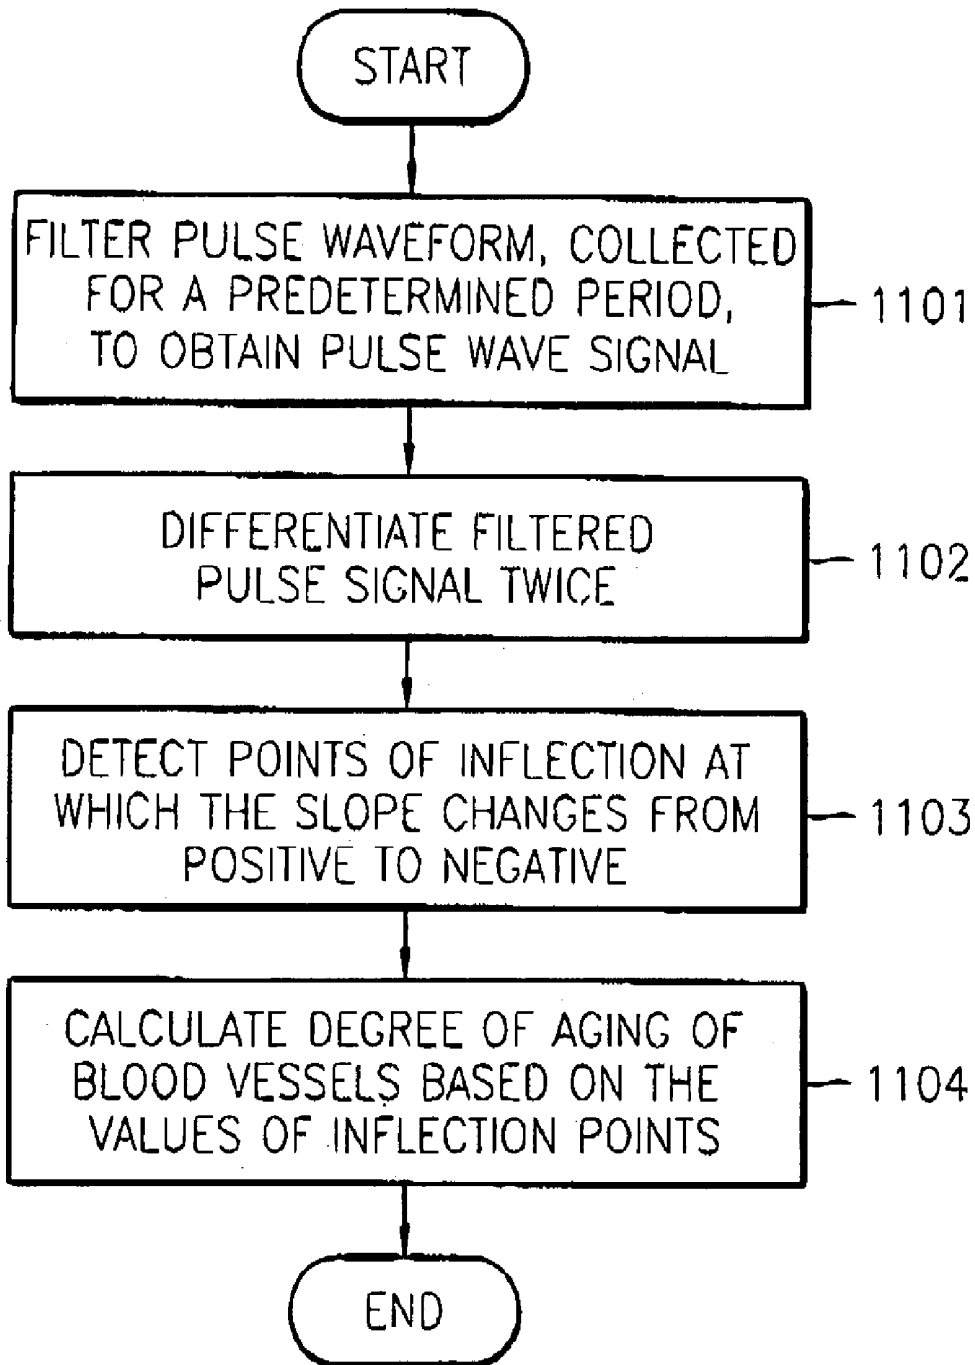 START
FILTER PULSE WAVEFORM, COLLECTED
FOR A PREDETERMINED PERIOD,
TO OBTAIN PULSE WAVE SIGNAL
1101
DIFFERENTIATE FILTERED
PULSE SIGNAL TWICE
1102
DETECT POINTS OF INFLECTION AT
WHICH THE SLOPE CHANGES FROM
POSITIVE TO NEGATIVE
1103
CALCULATE DEGREE OF AGING OF
BLOOD VESSELS BASED ON THE
VALUES OF INFLECTION POINTS
1104
END